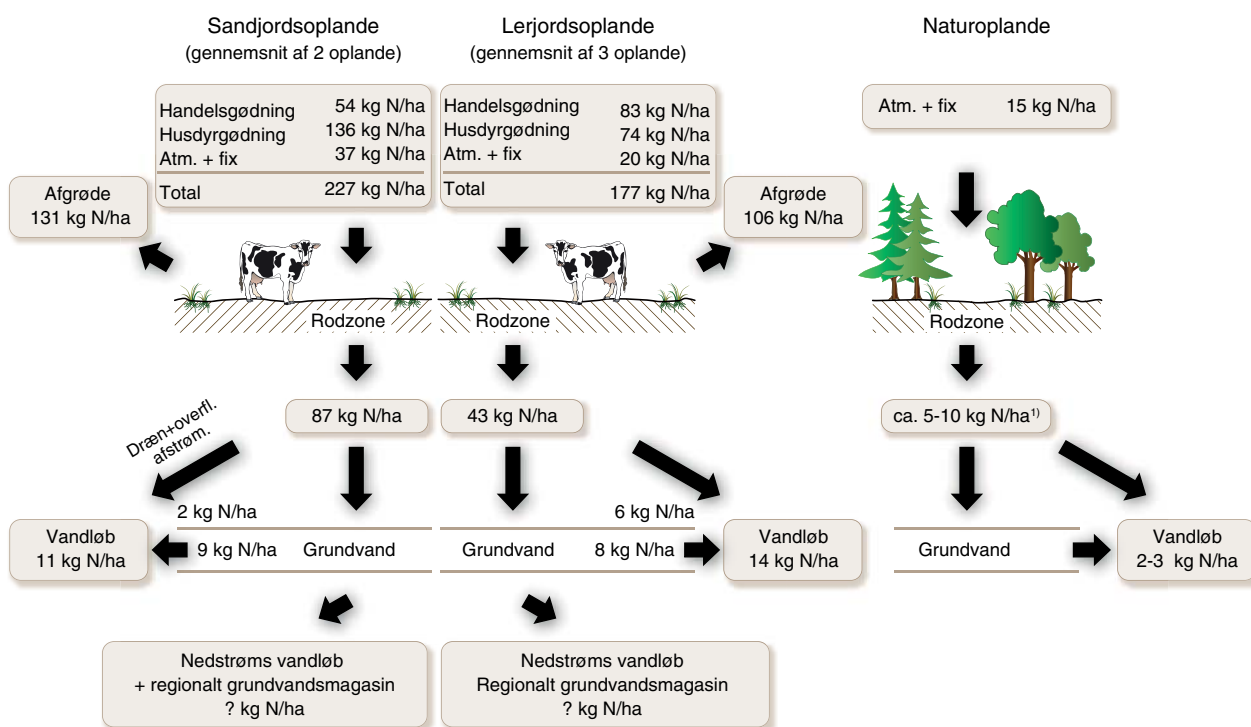 Sandjordsoplande
(gennemsnit af 2 oplande)
Lerjordsoplande
(gennemsnit af 3 oplande)
Naturoplande
Handelsgødning 54 kg N/ha
Husdyrgødning 136 kg N/ha
Atm. + fix 37 kg N/ha
Total 227 kg N/ha
Handelsgødning 83 kg N/ha
Husdyrgødning 74 kg N/ha
Atm. + fix 20 kg N/ha
Total 177 kg N/ha
Atm. + fix 15 kg N/ha
Afgrøde
131 kg N/ha
Afgrøde
106 kg N/ha
Rodzone
Rodzone
Rodzone
87 kg N/ha
43 kg N/ha
ca. 5-10 kg N/ha¹⁾
Dræn+overfl.
afstrøm.
2 kg N/ha
6 kg N/ha
Vandløb
11 kg N/ha
9 kg N/ha
Grundvand
Grundvand
8 kg N/ha
Vandløb
14 kg N/ha
Grundvand
Vandløb
2-3 kg N/ha
Nedstrøms vandløb
+ regionalt grundvandsmagasin
? kg N/ha
Nedstrøms vandløb
Regionalt grundvandsmagasin
? kg N/ha